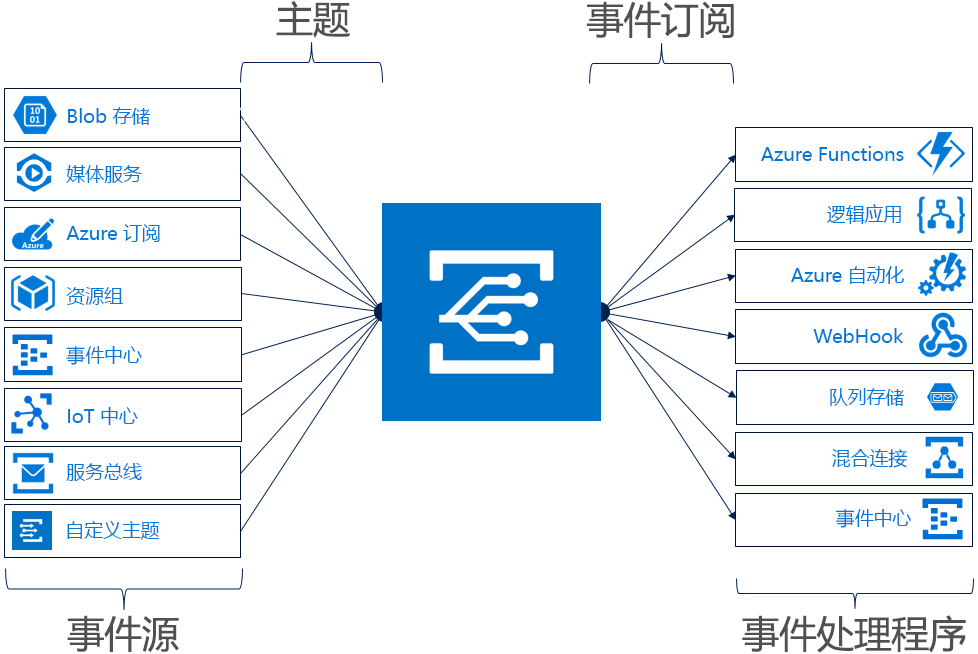 主题
事件订阅
10
01
Blob 存储
媒体服务
Azure
Azure 订阅
资源组
事件中心
IoT 中心
服务总线
自定义主题
Azure Functions
逻辑应用
Azure 自动化
WebHook
队列存储
混合连接
事件中心
事件源
事件处理程序